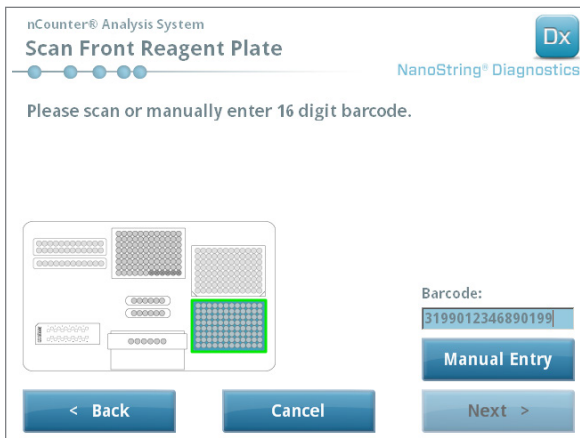 nCounter® Analysis System
Scan Front Reagent Plate
Dx
NanoString® Diagnostics
Please scan or manually enter 16 digit barcode.
Barcode:
3199012346890199
Manual Entry
< Back
Cancel
Next >